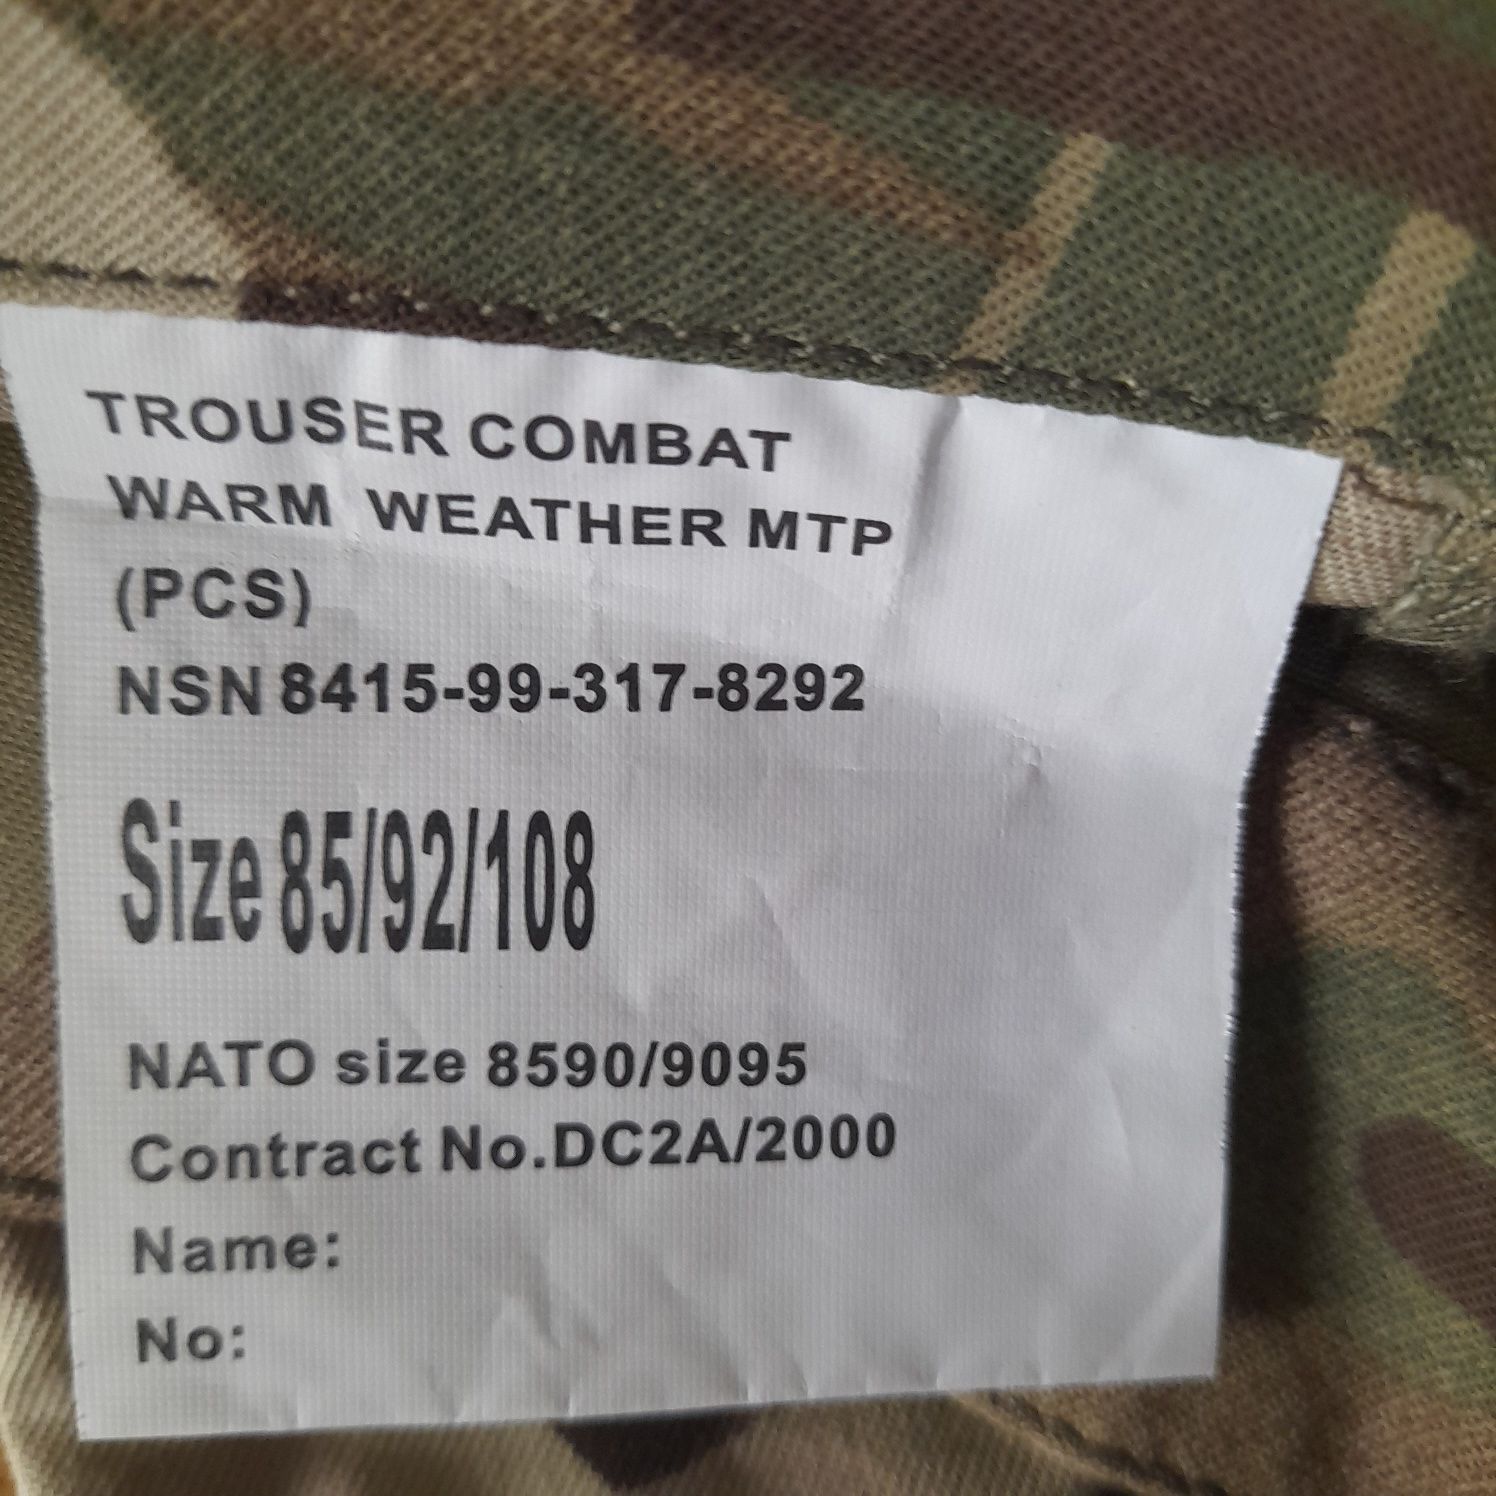 TROUSER COMBAT
WARM WEATHER MTP
(PCS)
NSN 8415-99-317-8292
Size 85/92/108
NATO size 8590/9095
Contract No.DC2A/2000
Name:
No: